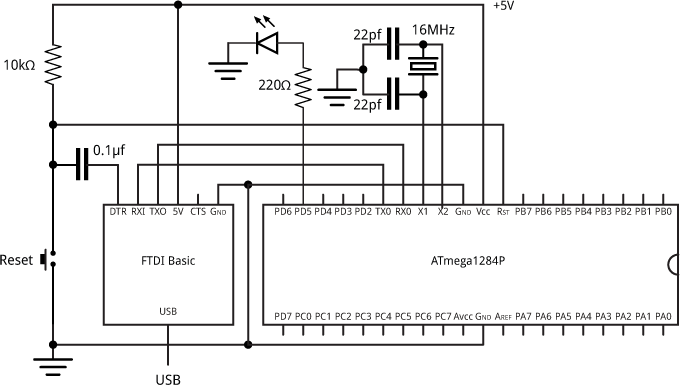 +5V
22pf
16MHz
10kΩ
220Ω
22pf
0.1µf
DTR RXI TXO 5V CTS GND
PD6 PD5 PD4 PD3 PD2 TX0 RX0 X1 X2 GND Vcc RST PB7 PB6 PB5 PB4 PB3 PB2 PB1 PB0
Reset
FTDI Basic
ATmega1284P
USB
PD7 PC0 PC1 PC2 PC3 PC4 PC5 PC6 PC7 Avcc GND AREF PA7 PA6 PA5 PA4 PA3 PA2 PA1 PA0
USB